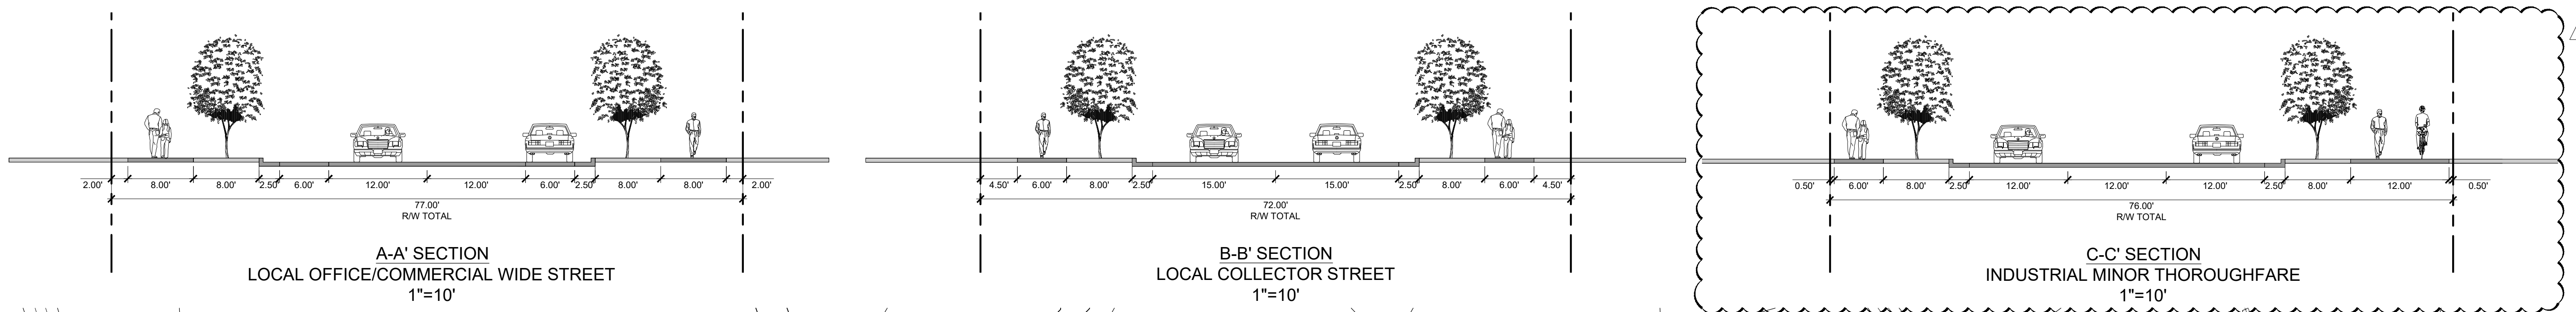 2.00' 8.00' 8.00' 2.50' 6.00' 12.00' 12.00' 6.00' 2.50' 8.00' 8.00' 2.00'
77.00'
R/W TOTAL
A-A' SECTION
LOCAL OFFICE/COMMERCIAL WIDE STREET
1"=10'
4.50' 6.00' 8.00' 2.50' 15.00' 15.00' 2.50' 8.00' 6.00' 4.50'
72.00'
R/W TOTAL
B-B' SECTION
LOCAL COLLECTOR STREET
1"=10'
0.50' 6.00' 8.00' 2.50' 12.00' 12.00' 12.00' 2.50' 8.00' 12.00' 0.50'
76.00'
R/W TOTAL
C-C' SECTION
INDUSTRIAL MINOR THOROUGHFARE
1"=10'